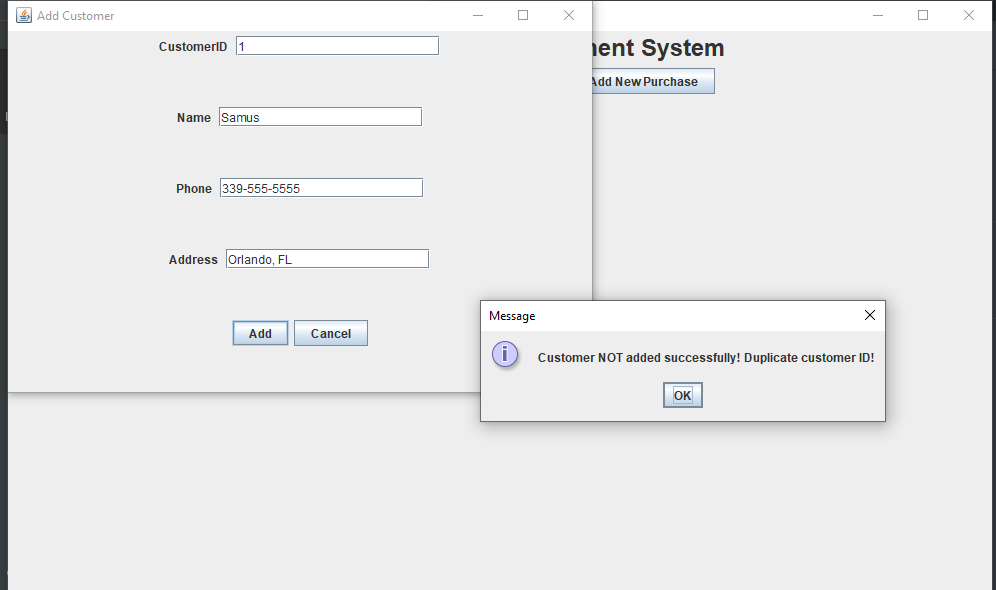 Add Customer
CustomerID 1
ment System
Add New Purchase
Name Samus
Phone 339-555-5555
Address Orlando, FL
Add Cancel
Message
Customer NOT added successfully! Duplicate customer ID!
OK